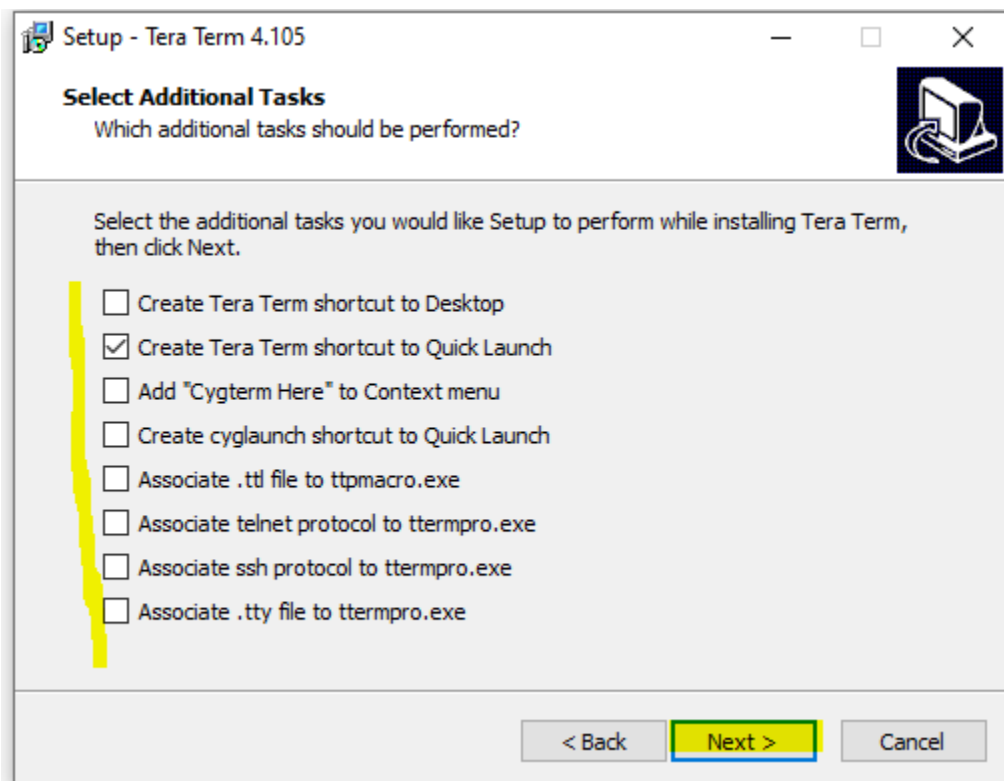 Setup - Tera Term 4.105
Select Additional Tasks
Which additional tasks should be performed?
Select the additional tasks you would like Setup to perform while installing Tera Term,
then click Next.
Create Tera Term shortcut to Desktop
Create Tera Term shortcut to Quick Launch
Add "Cygterm Here" to Context menu
Create cyglaunch shortcut to Quick Launch
Associate .ttl file to ttpmacro.exe
Associate telnet protocol to ttermpro.exe
Associate ssh protocol to ttermpro.exe
Associate .tty file to ttermpro.exe
< Back Next > Cancel